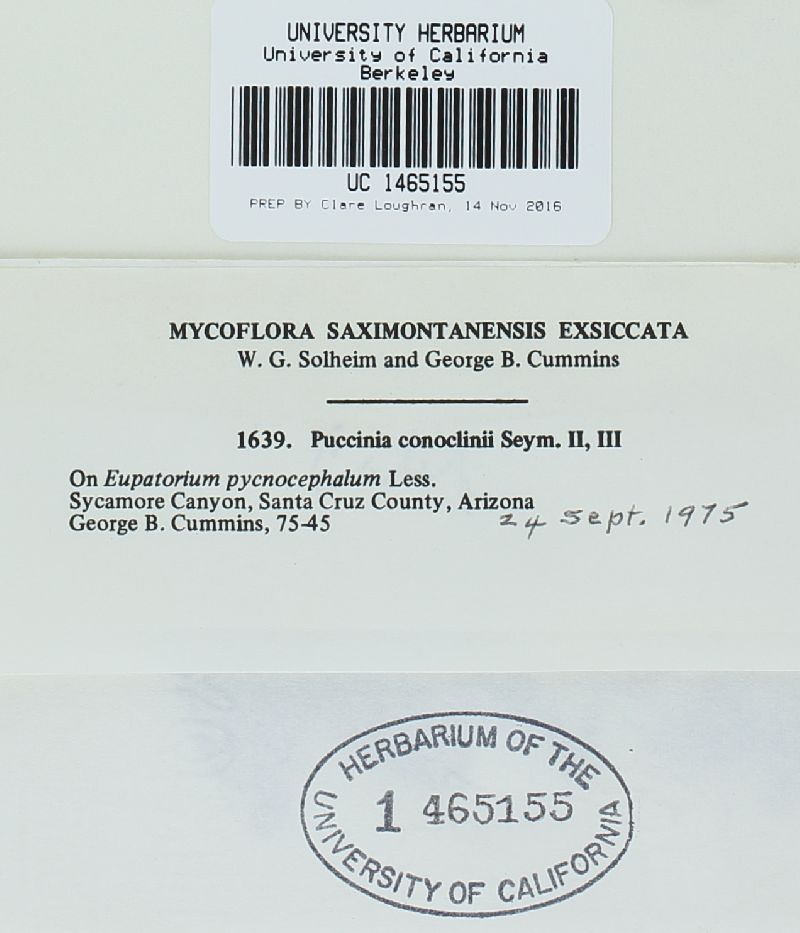 UNIVERSITY HERBARIUM
University of California
Berkeley
UC 1465155
PREP BY Clare Loughran, 14 Nov 2016
MYCOFLORA SAXIMONTANENSIS EXSICCATA
W. G. Solheim and George B. Cummins
1639. Puccinia conoclinii Seym. II, III
On Eupatorium pycnocephalum Less.
Sycamore Canyon, Santa Cruz County, Arizona
George B. Cummins, 75-45 24 Sept. 1975
HERBARIUM OF THE
1 465155
UNIVERSITY OF CALIFORNIA